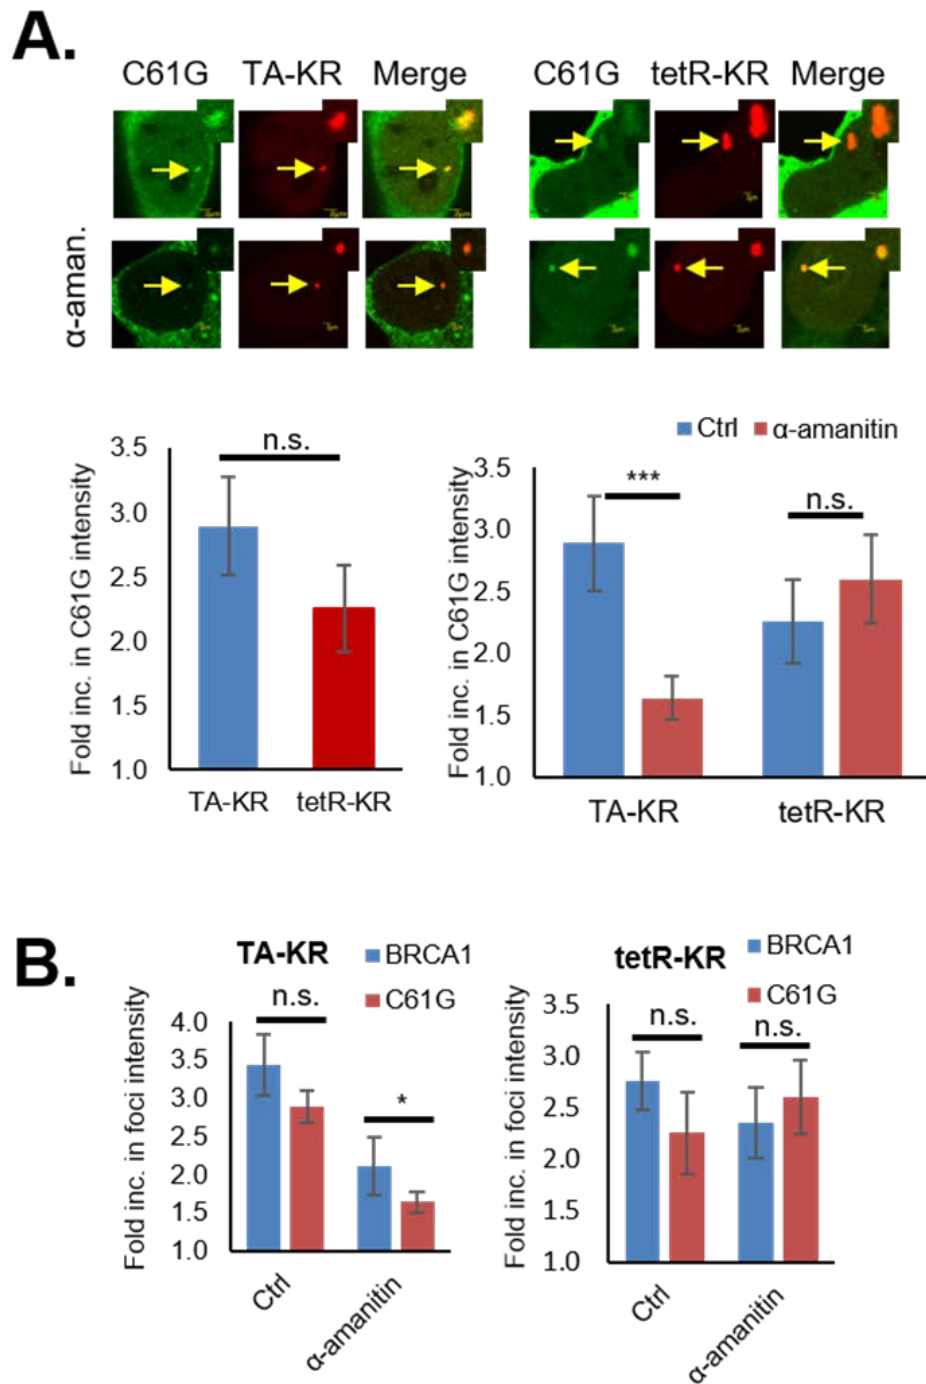 A.
C61G TA-KR Merge C61G tetR-KR Merge
α-aman.
Ctrl α-amanitin
Fold inc. in C61G intensity
3.5
3.0
2.5
2.0
1.5
1.0
n.s.
TA-KR tetR-KR
Fold inc. in C61G intensity
3.5
3.0
2.5
2.0
1.5
1.0
***
n.s.
TA-KR tetR-KR
B.
TA-KR
BRCA1
C61G
Fold inc. in foci intensity
4.0
3.5
3.0
2.5
2.0
1.5
1.0
n.s.
*
Ctrl
α-amanitin
tetR-KR
BRCA1
C61G
Fold inc. in foci intensity
3.5
3.0
2.5
2.0
1.5
1.0
n.s.
n.s.
Ctrl
α-amanitin